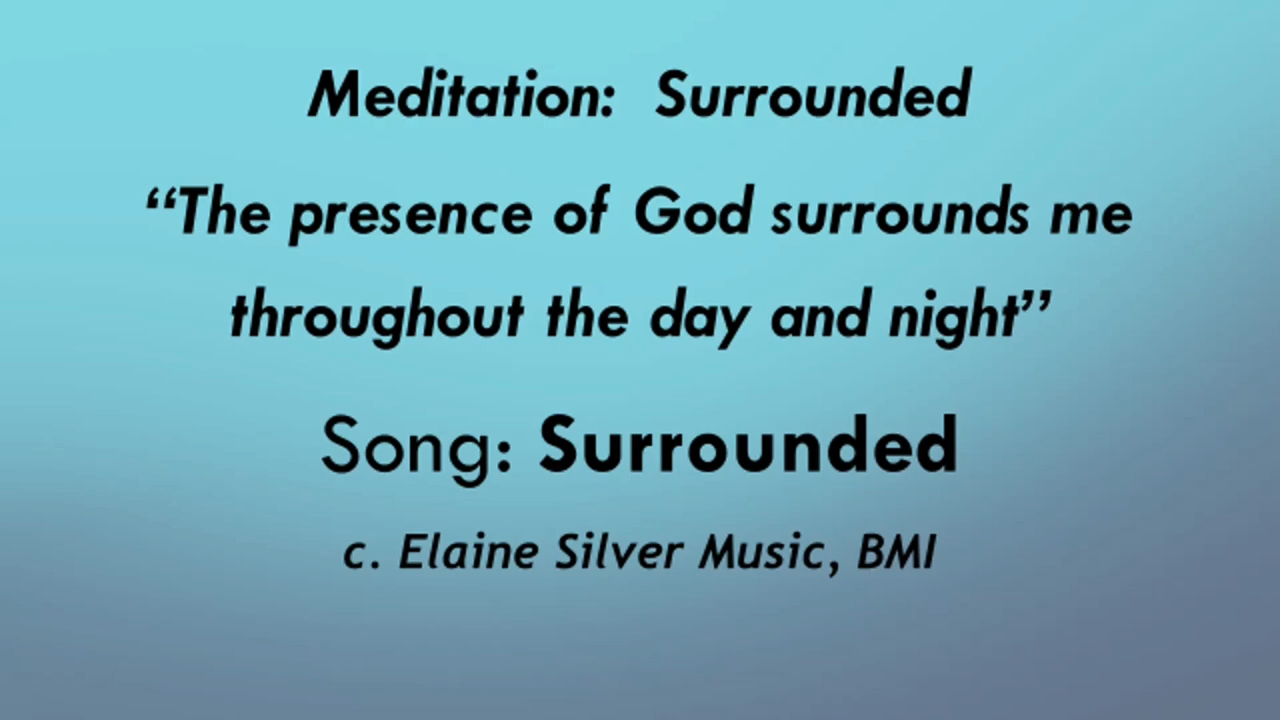 Meditation:  Surrounded
“The presence of God surrounds me
throughout the day and night”
Song: Surrounded
c. Elaine Silver Music, BMI